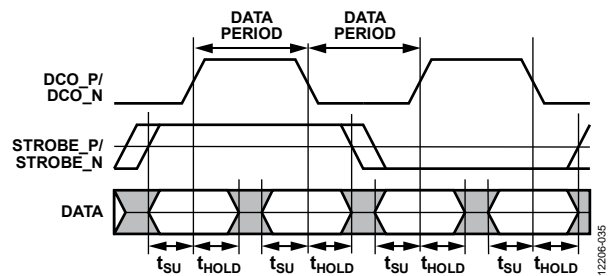 DATA
PERIOD
DATA
PERIOD
DCO_P/
DCO_N
STROBE_P/
STROBE_N
DATA
tSU
tHOLD
tSU
tHOLD
tSU
tHOLD
tSU
tHOLD
12206-035